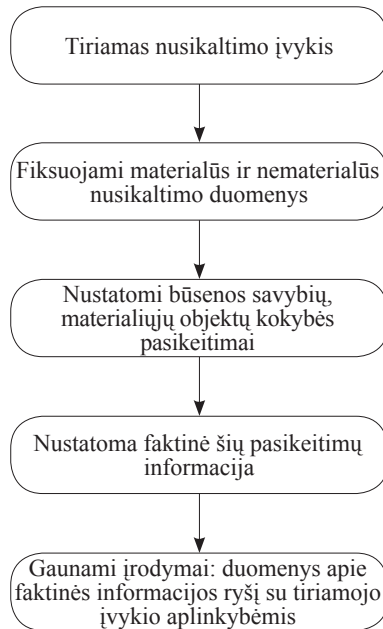 Tiriamas nusikaltimo įvykis
Fiksuojami materialūs ir nematerialūs
nusikaltimo duomenys
Nustatomi būsenos savybių,
materialiųjų objektų kokybės
pasikeitimai
Nustatoma faktinė šių pasikeitimų
informacija
Gaunami įrodymai: duomenys apie
faktinės informacijos ryšį su tiriamojo
įvykio aplinkybėmis